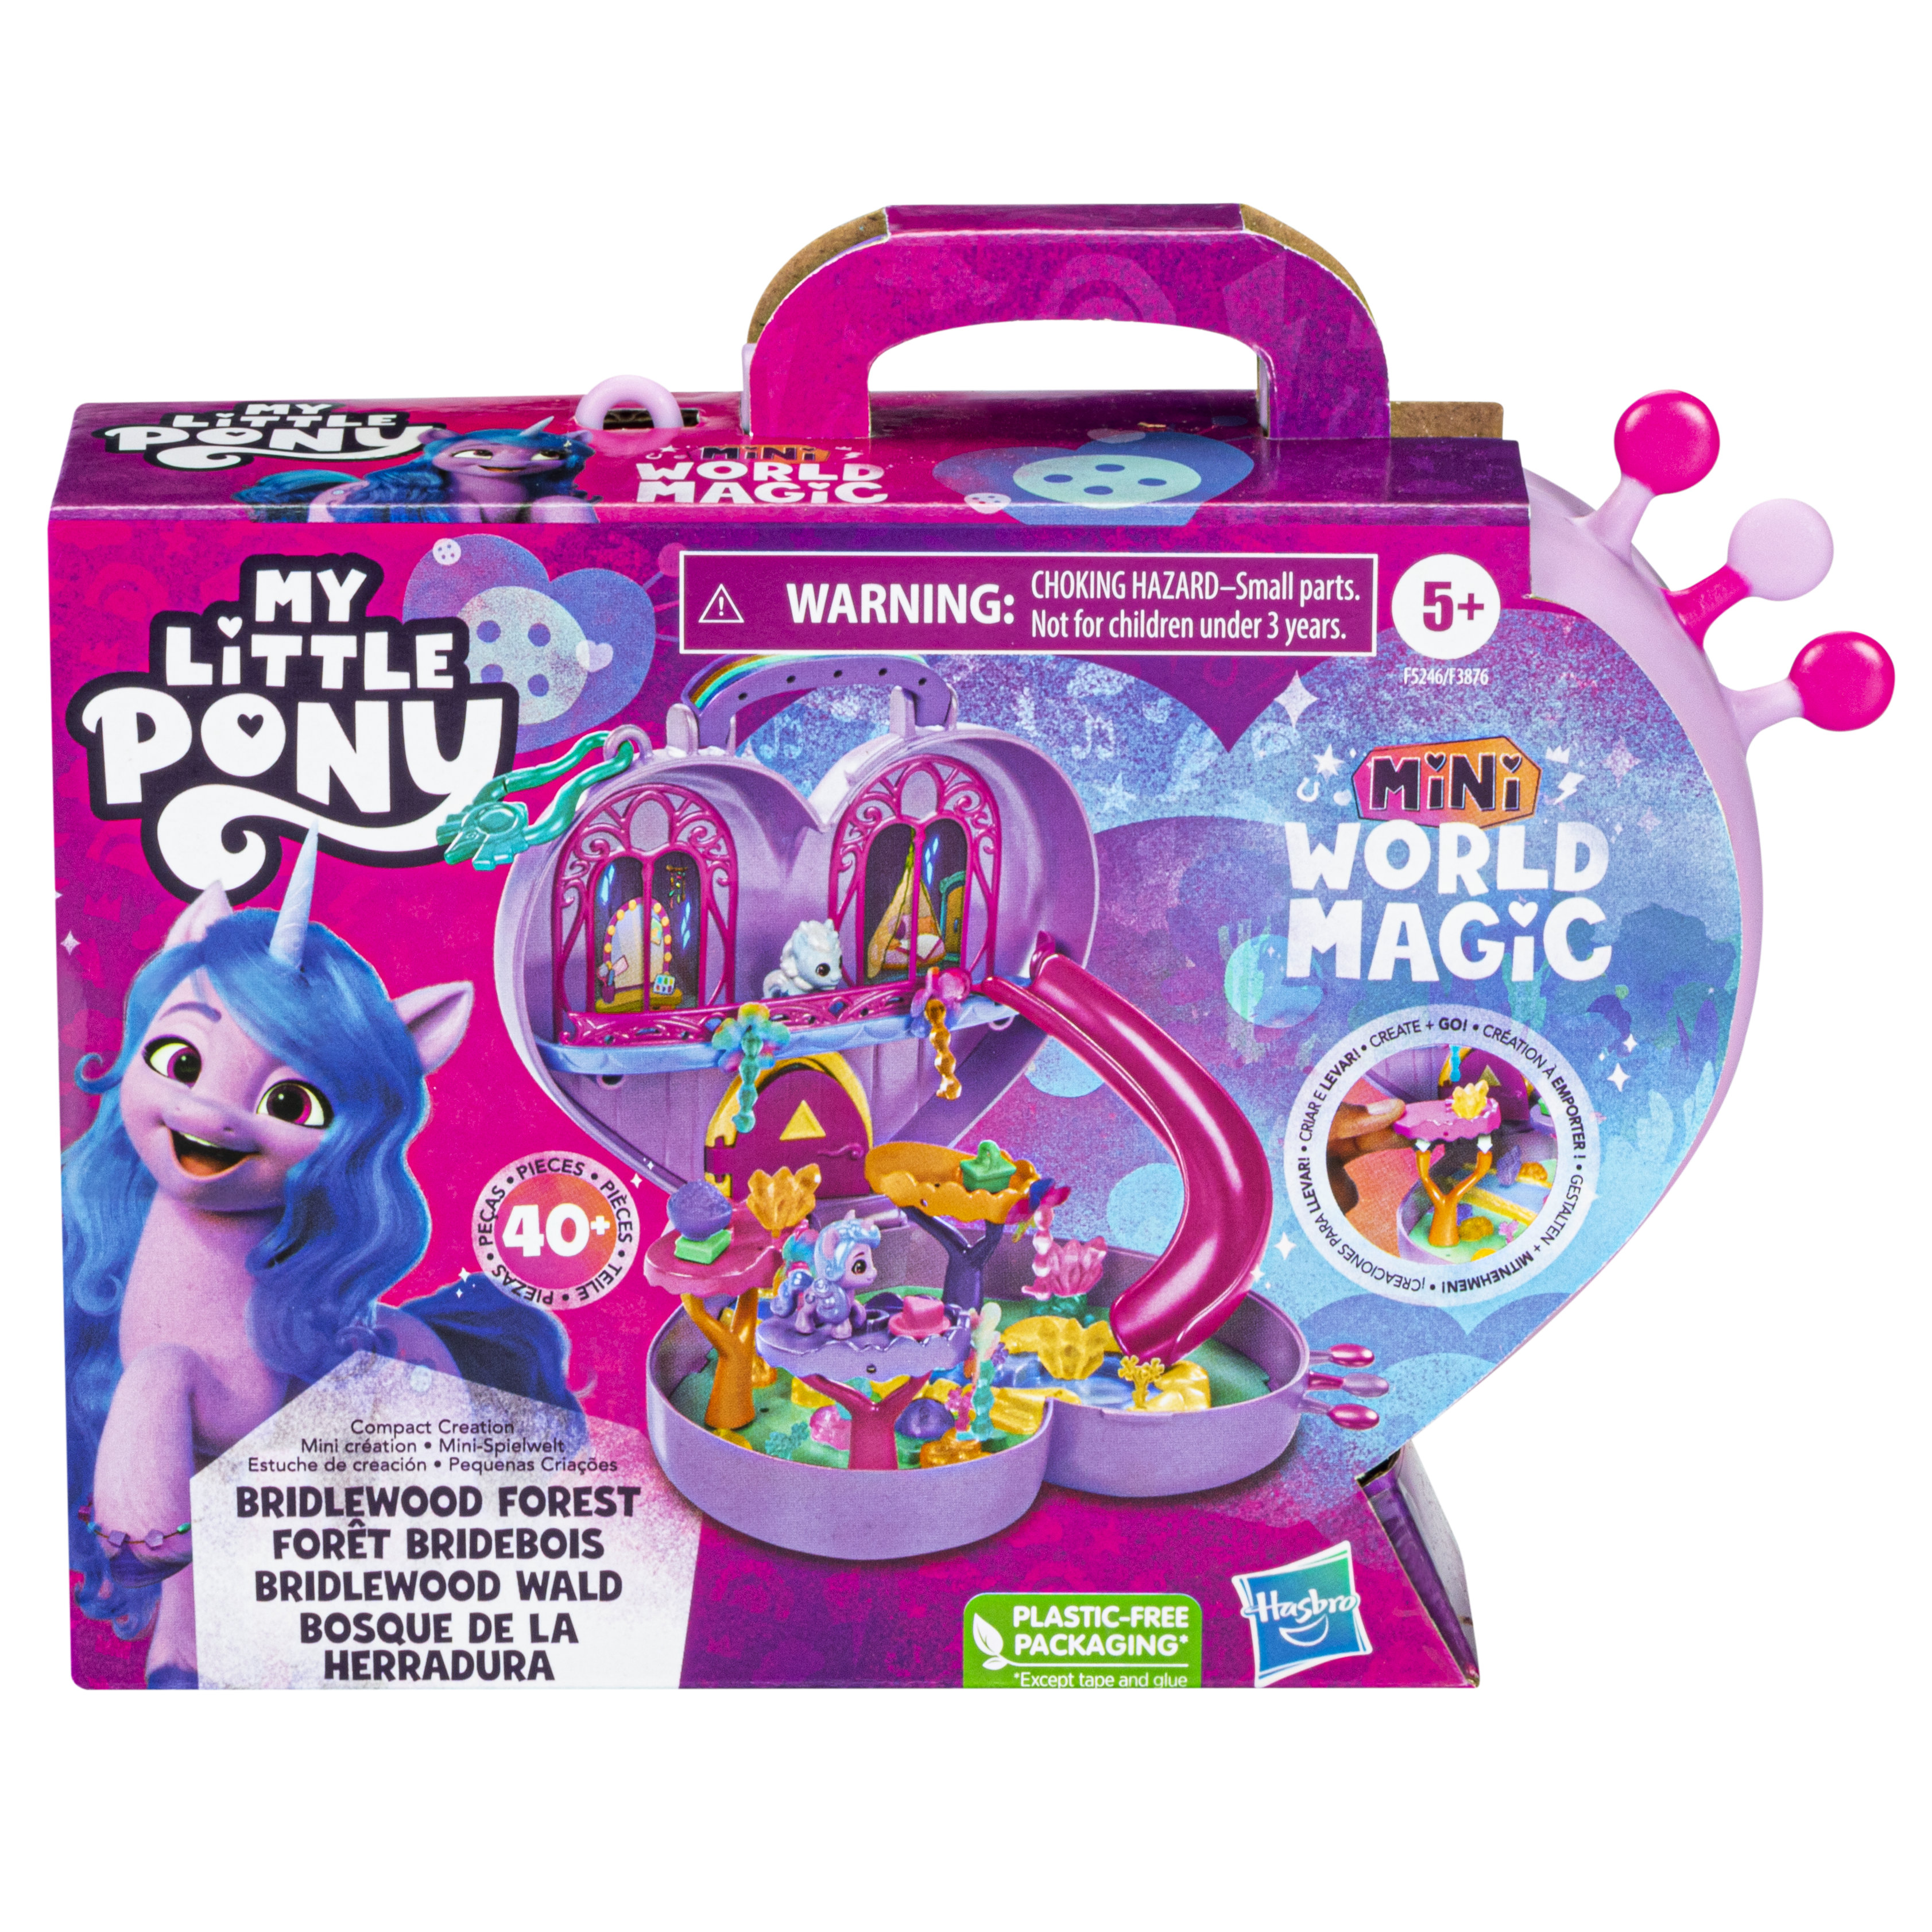 MY
LITTLE
PONY
MINI
WORLD
MAGIC
MY
LITTLE
PONY
WARNING:
CHOKING HAZARD–Small parts.
Not for children under 3 years.
5+
F5246/F3876
MINI
WORLD
MAGIC
CREATE + GO! • CRÉATION À EMPORTER ! • GESTALTEN + MITNEHMEN! • ¡CREACIONES PARA LLEVAR! • CRIAR E LEVAR! •
40+
PIECES • PIÈCES • TEILE • PIEZAS • PEÇAS •
Compact Creation
Mini création • Mini-Spielwelt
Estuche de creación • Pequenas Criações
BRIDLEWOOD FOREST
FORÊT BRIDEBOIS
BRIDLEWOOD WALD
BOSQUE DE LA
HERRADURA
PLASTIC-FREE
PACKAGING*
*Except tape and glue
Hasbro